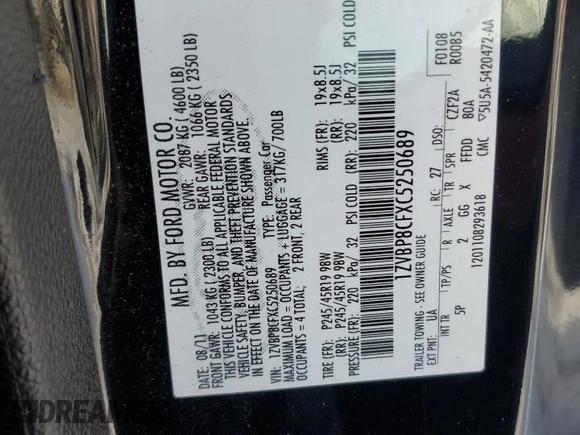 MFD. BY FORD MOTOR CO.
DATE: 08/11 GVWR: 2087 KG ( 4600 LB)
FRONT GAWR: 1043 KG ( 2300 LB) REAR GAWR: 1066 KG ( 2350 LB)
THIS VEHICLE CONFORMS TO ALL APPLICABLE FEDERAL MOTOR
VEHICLE SAFETY, BUMPER, AND THEFT PREVENTION STANDARDS
IN EFFECT ON THE DATE OF MANUFACTURE SHOWN ABOVE.
VIN: 1ZVBP8CFXC5250689 TYPE: Passenger Car
MAXIMUM LOAD = OCCUPANTS + LUGGAGE = 317KG/ 700LB
OCCUPANTS = 4 TOTAL: 2 FRONT, 2 REAR
TIRE (FR): P245/45R19 98W RIMS (FR): 19x8.5J
TIRE (RR): P245/45R19 98W (RR): 19x8.5J
PRESSURE (FR): 220 kPa/ 32 PSI COLD (RR): 220 kPa/ 32 PSI COLD
1ZVBP8CFXC5250689
TRAILER TOWING - SEE OWNER GUIDE F0108
EXT PNT: UA RC: 27 DSO: R0085
INT TR TP/PS R AXLE TR SPR CZF2A
5P 2 GG X FFDD 80A
1201108293618 CMC ▽5U5A-5420472-AA
DREAM